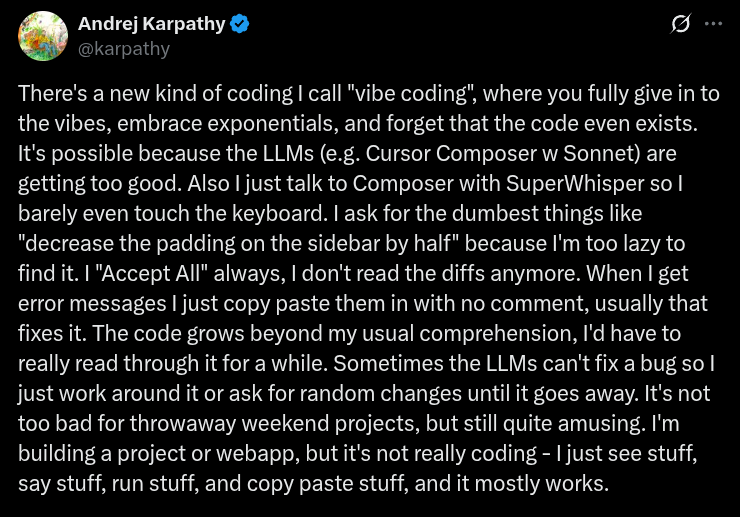 Andrej Karpathy
@karpathy
There's a new kind of coding I call "vibe coding", where you fully give in to
the vibes, embrace exponentials, and forget that the code even exists.
It's possible because the LLMs (e.g. Cursor Composer w Sonnet) are
getting too good. Also I just talk to Composer with SuperWhisper so I
barely even touch the keyboard. I ask for the dumbest things like
"decrease the padding on the sidebar by half" because I'm too lazy to
find it. I "Accept All" always, I don't read the diffs anymore. When I get
error messages I just copy paste them in with no comment, usually that
fixes it. The code grows beyond my usual comprehension, I'd have to
really read through it for a while. Sometimes the LLMs can't fix a bug so I
just work around it or ask for random changes until it goes away. It's not
too bad for throwaway weekend projects, but still quite amusing. I'm
building a project or webapp, but it's not really coding - I just see stuff,
say stuff, run stuff, and copy paste stuff, and it mostly works.